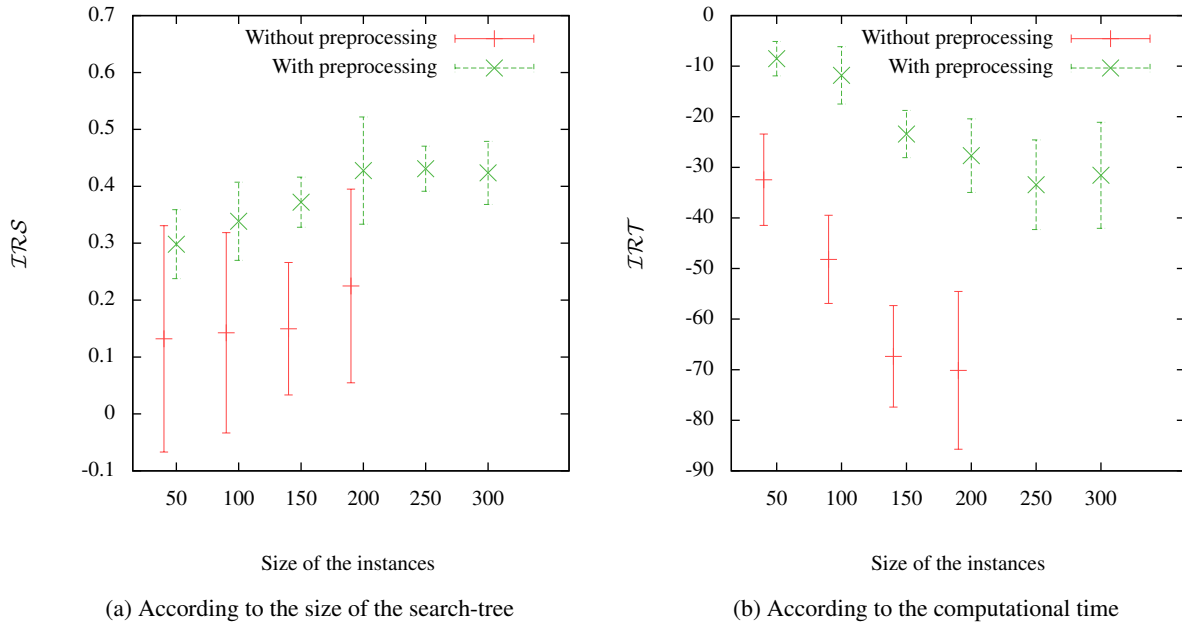 0.7
0.6
0.5
0.4
0.3
0.2
0.1
0
-0.1
IRS
Without preprocessing
With preprocessing
50 100 150 200 250 300
Size of the instances
(a) According to the size of the search-tree
0
-10
-20
-30
-40
-50
-60
-70
-80
-90
IRT
Without preprocessing
With preprocessing
50 100 150 200 250 300
Size of the instances
(b) According to the computational time